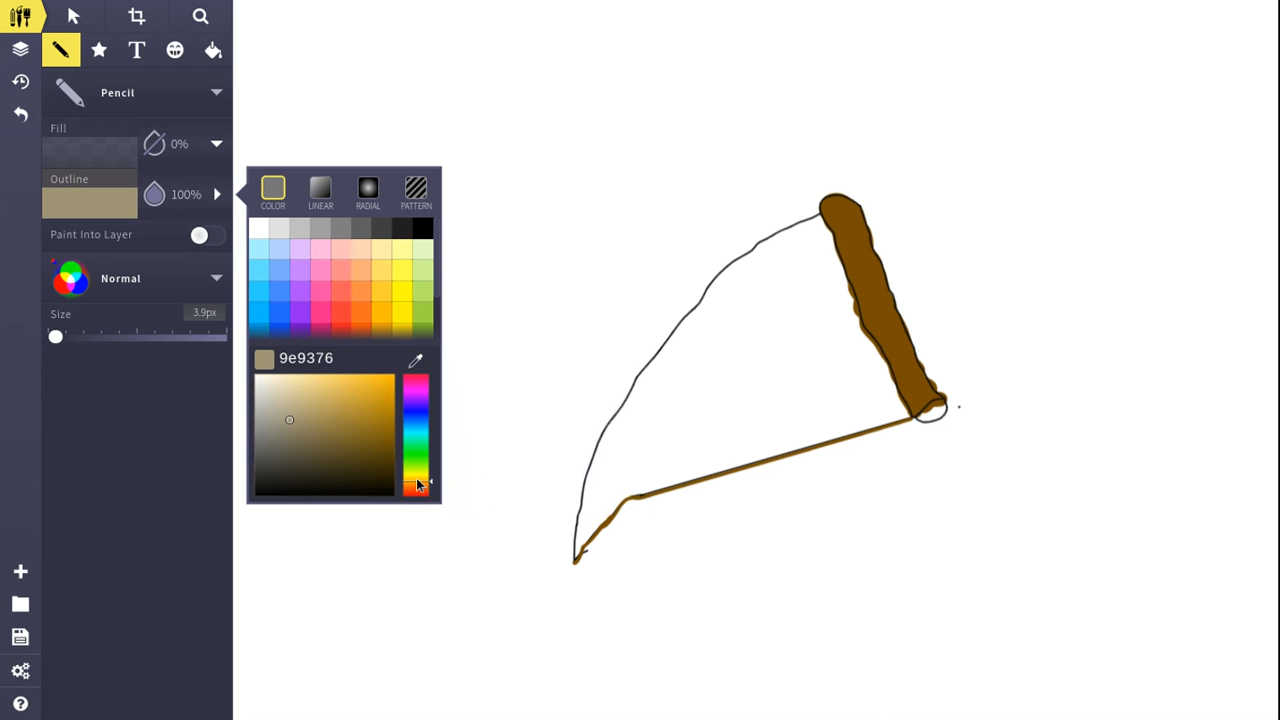 T
Pencil
Fill
0%
Outline
100%
COLOR LINEAR RADIAL PATTERN
Paint Into Layer
Normal
Size
3.9px
9e9376
?